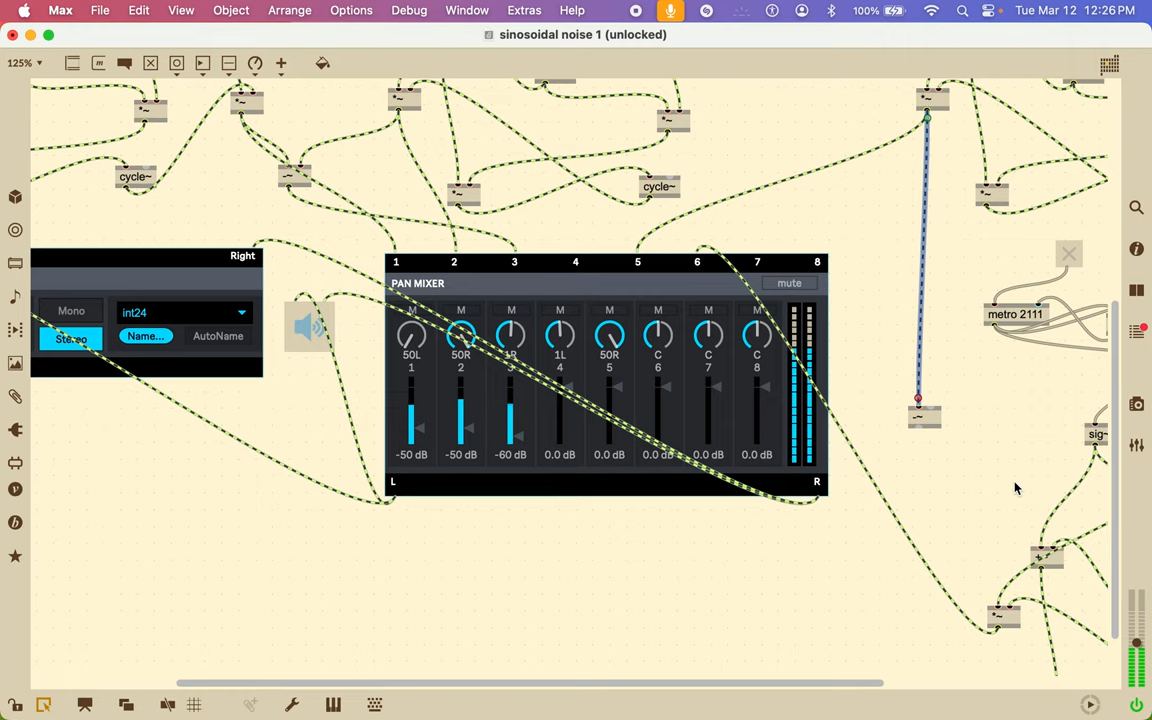 Max File Edit View Object Arrange Options Debug Window Extras Help 100% Tue Mar 12 12:26 PM
sinosoidal noise 1 (unlocked)
125%
*~ *~ *~ *~ *~
cycle~ -~ *~ cycle~ *~
Right
Mono int24
Stereo Name... AutoName
1 2 3 4 5 6 7 8
PAN MIXER mute
M M M M M M M M
50L 50R 1R 1L 50R C C C
1 2 3 4 5 6 7 8
-50 dB -50 dB -60 dB 0.0 dB 0.0 dB 0.0 dB 0.0 dB 0.0 dB
L R
metro 2111
-~
sig~
*~